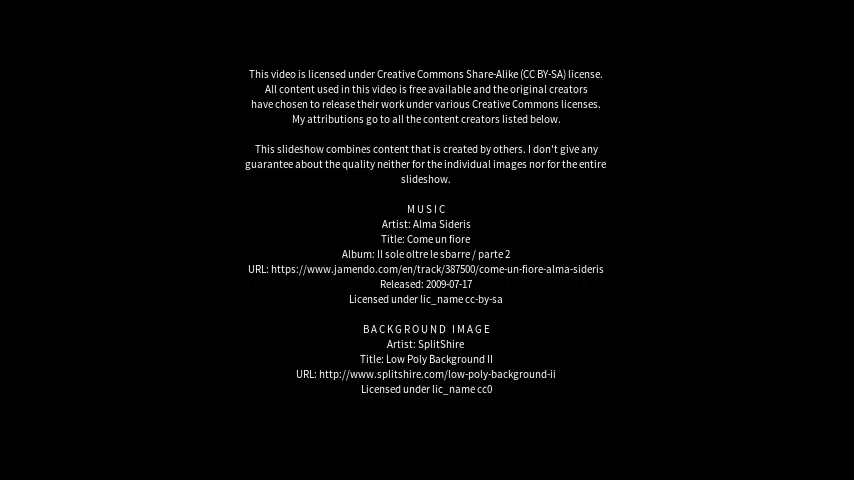 This video is licensed under Creative Commons Share-Alike (CC BY-SA) license.
All content used in this video is free available and the original creators
have chosen to release their work under various Creative Commons licenses.
My attributions go to all the content creators listed below.
This slideshow combines content that is created by others. I don't give any
guarantee about the quality neither for the individual images nor for the entire
slideshow.
MUSIC
Artist: Alma Sideris
Title: Come un fiore
Album: Il sole oltre le sbarre / parte 2
URL: https://www.jamendo.com/en/track/387500/come-un-fiore-alma-sideris
Released: 2009-07-17
Licensed under lic_name cc-by-sa
BACKGROUND IMAGE
Artist: SplitShire
Title: Low Poly Background II
URL: http://www.splitshire.com/low-poly-background-ii
Licensed under lic_name cc0